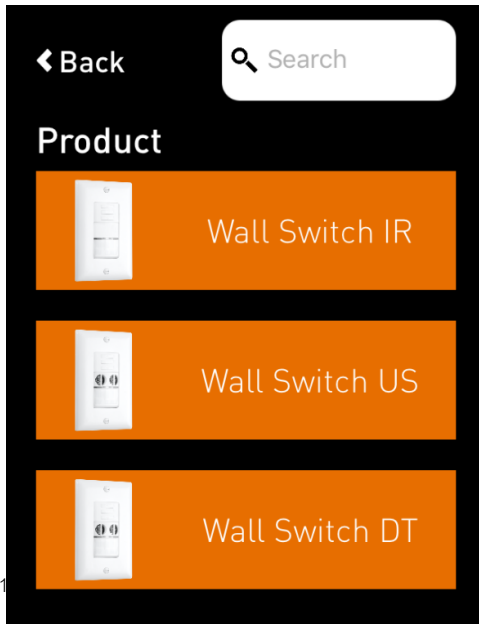 Back
Search
Product
Wall Switch IR
Wall Switch US
Wall Switch DT
1